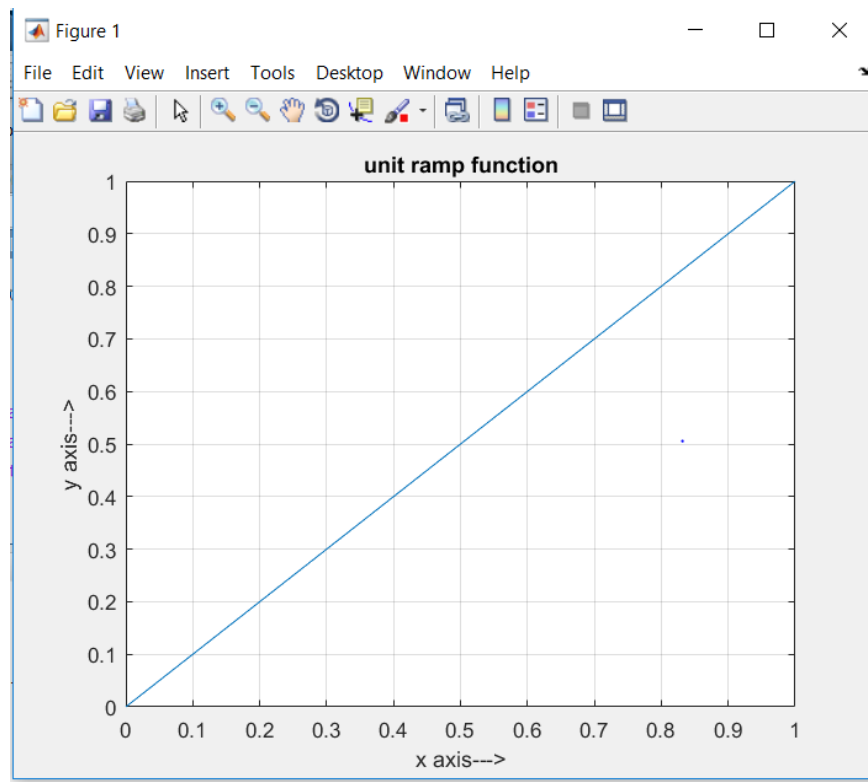 Figure 1
File Edit View Insert Tools Desktop Window Help
unit ramp function
1
0.9
0.8
0.7
0.6
0.5
0.4
0.3
0.2
0.1
0
y axis--->
0 0.1 0.2 0.3 0.4 0.5 0.6 0.7 0.8 0.9 1
x axis--->